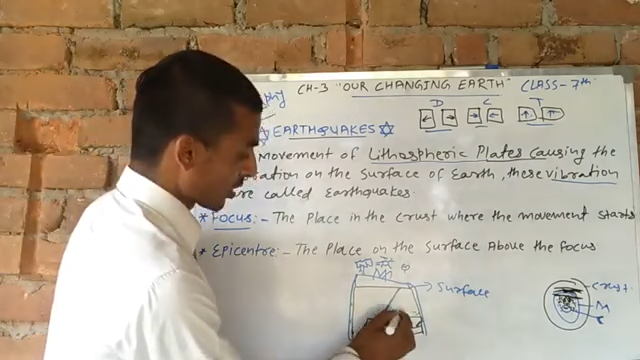 CH-3 "OUR CHANGING EARTH" CLASS-7th
D C T
EARTHQUAKES
movement of Lithospheric Plates Causing the
on the Surface of Earth, these vibration
are called Earthquakes.
* FOCUS:- The Place in the Crust where the movement starts
* EPICENTRE:- The Place on the Surface Above the Focus
Surface
Crust
M
C